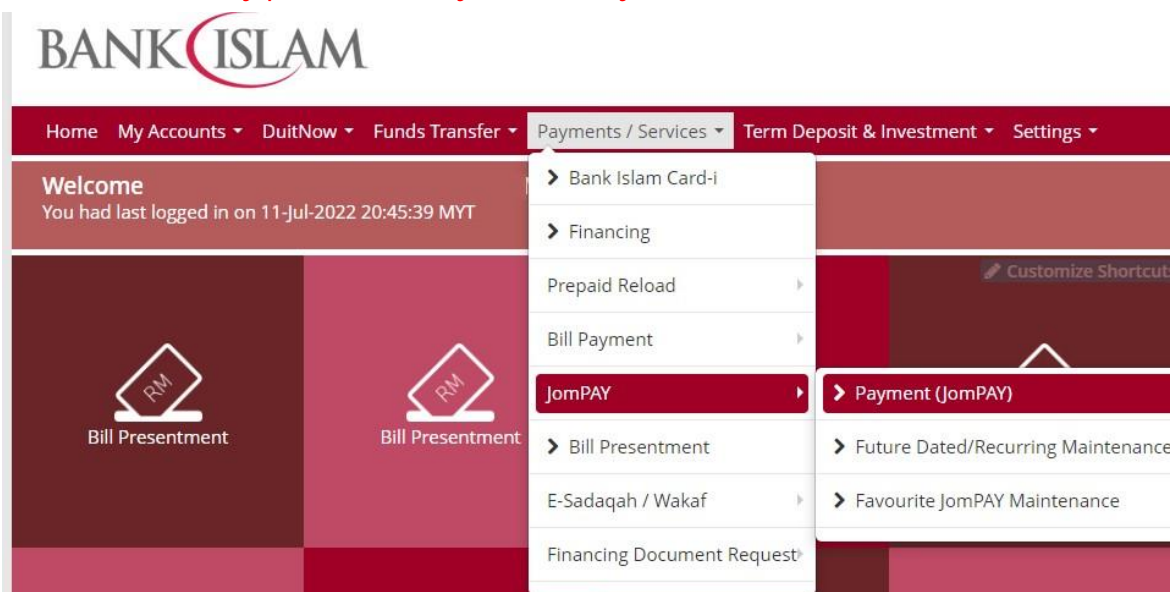 BANK ISLAM
Home My Accounts DuitNow Funds Transfer Payments / Services Term Deposit & Investment Settings
Welcome
You had last logged in on 11-Jul-2022 20:45:39 MYT
Bank Islam Card-i
Financing
Prepaid Reload
Bill Payment
JomPAY
Bill Presentment
E-Sadaqah / Wakaf
Financing Document Request
Payment (JomPAY)
Future Dated/Recurring Maintenance
Favourite JomPAY Maintenance
Customize Shortcuts
RM
Bill Presentment
RM
Bill Presentment